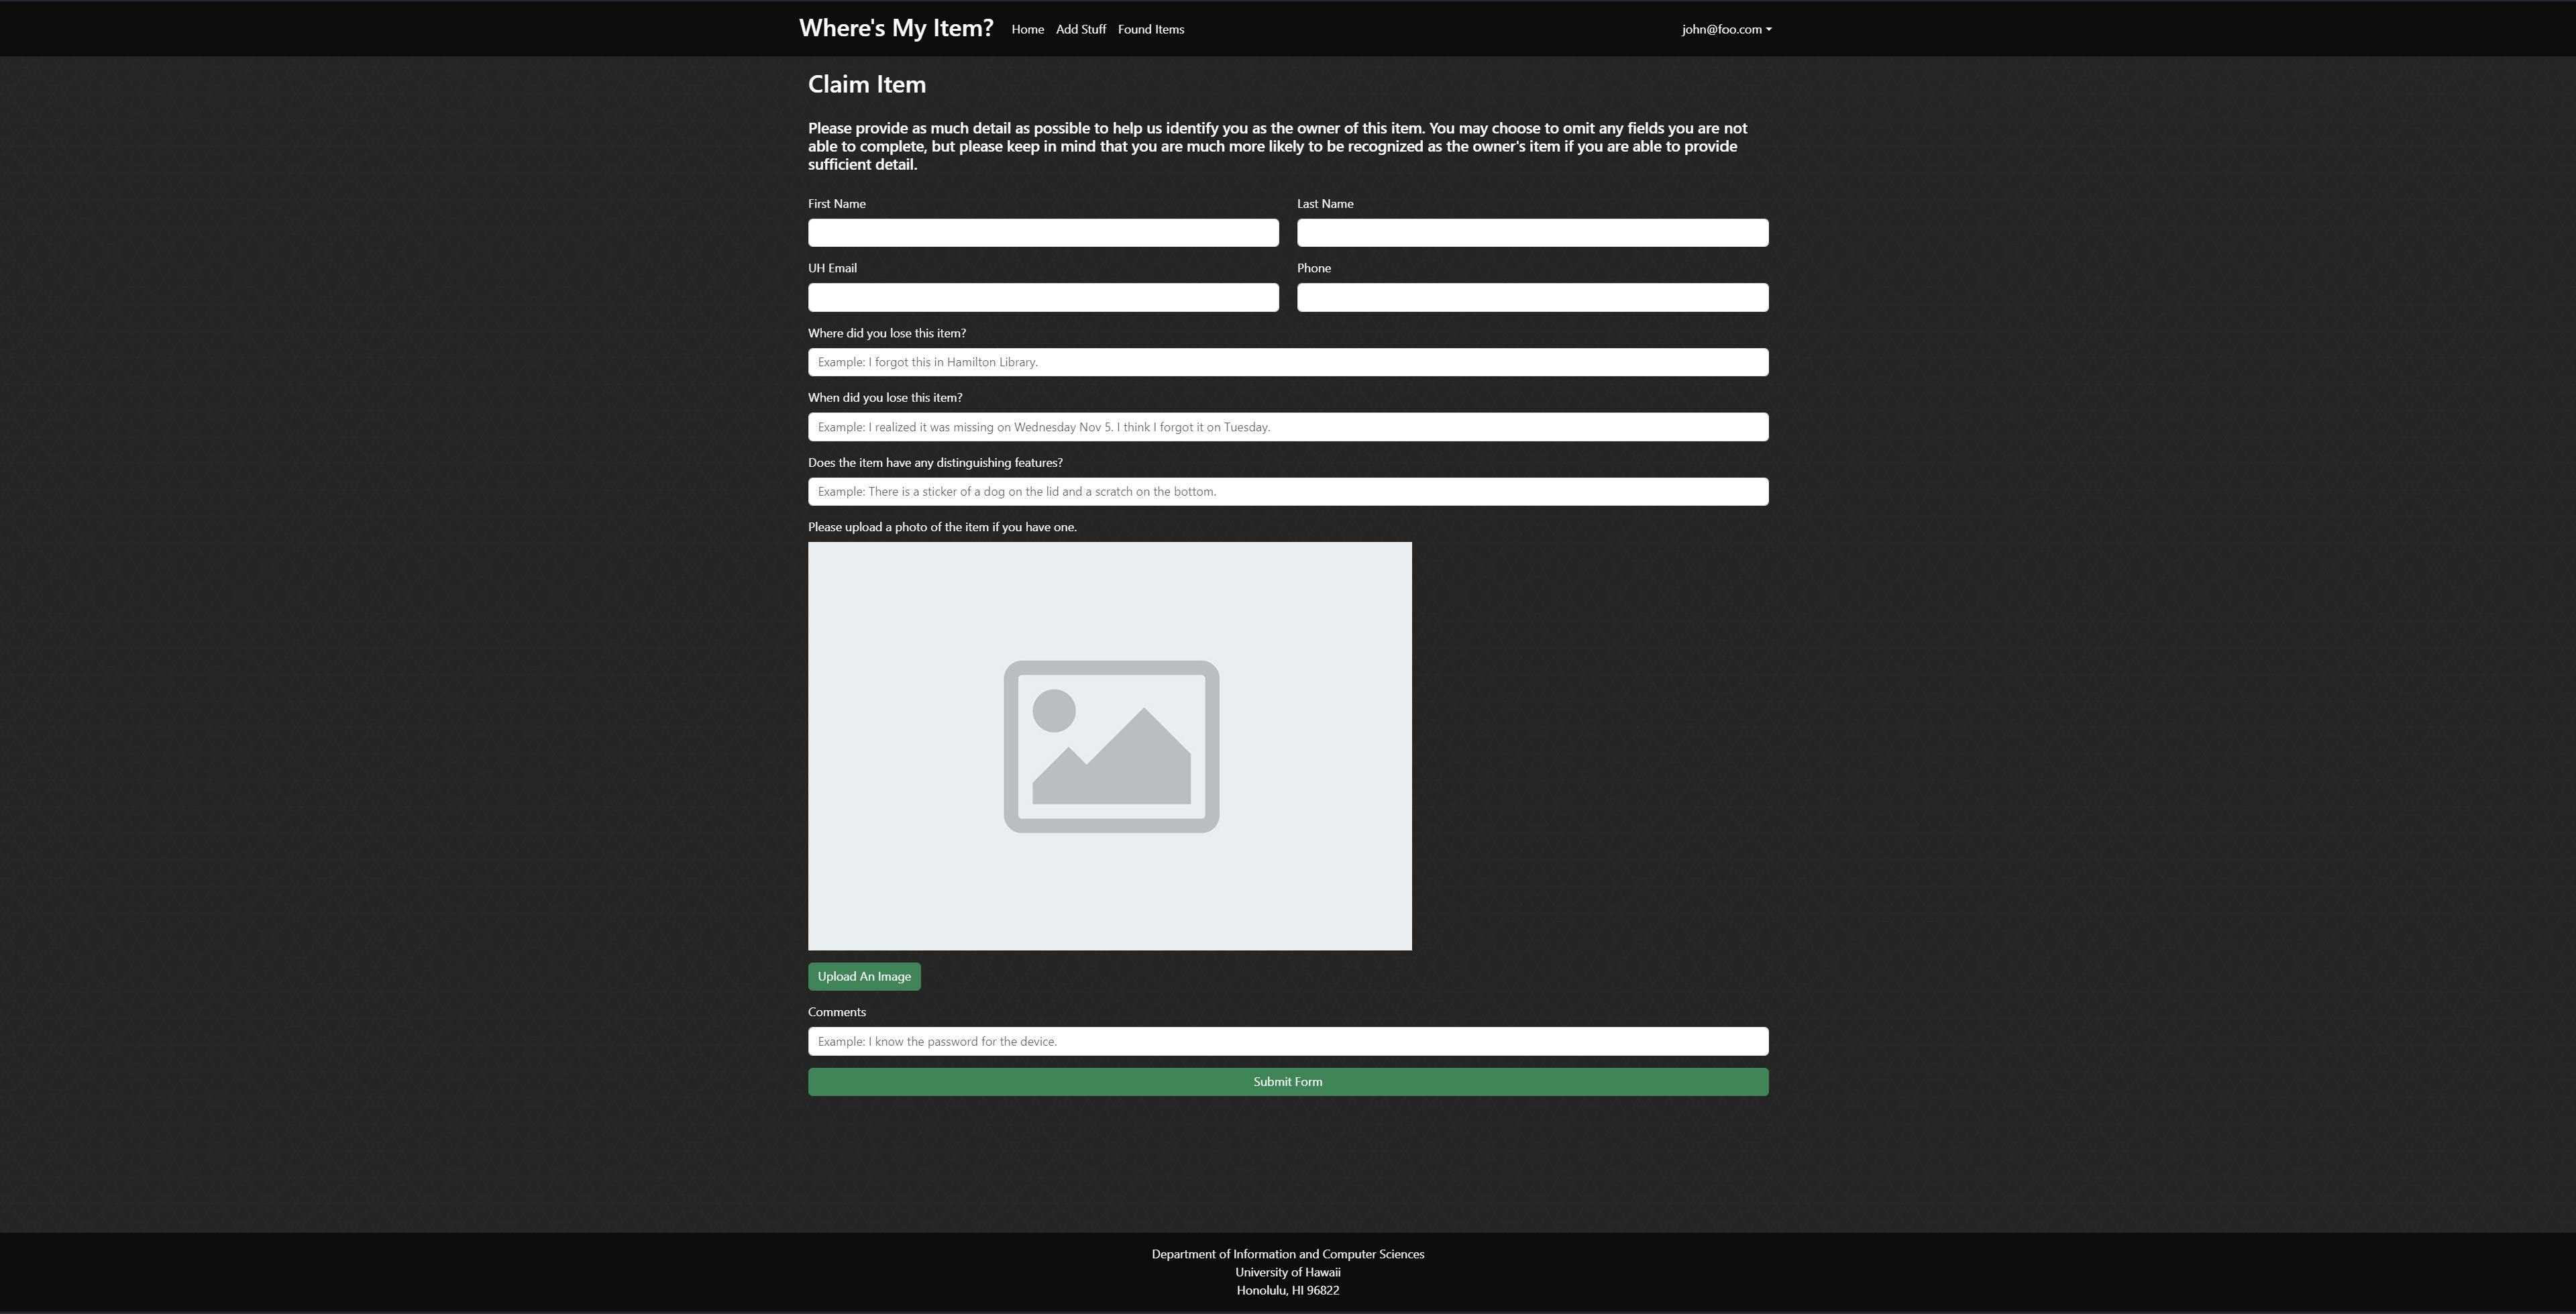 Where's My Item? Home Add Stuff Found Items john@foo.com
Claim Item
Please provide as much detail as possible to help us identify you as the owner of this item. You may choose to omit any fields you are not
able to complete, but please keep in mind that you are much more likely to be recognized as the owner's item if you are able to provide
sufficient detail.
First Name Last Name
UH Email Phone
Where did you lose this item?
Example: I forgot this in Hamilton Library.
When did you lose this item?
Example: I realized it was missing on Wednesday Nov 5. I think I forgot it on Tuesday.
Does the item have any distinguishing features?
Example: There is a sticker of a dog on the lid and a scratch on the bottom.
Please upload a photo of the item if you have one.
Upload An Image
Comments
Example: I know the password for the device.
Submit Form
Department of Information and Computer Sciences
University of Hawaii
Honolulu, HI 96822